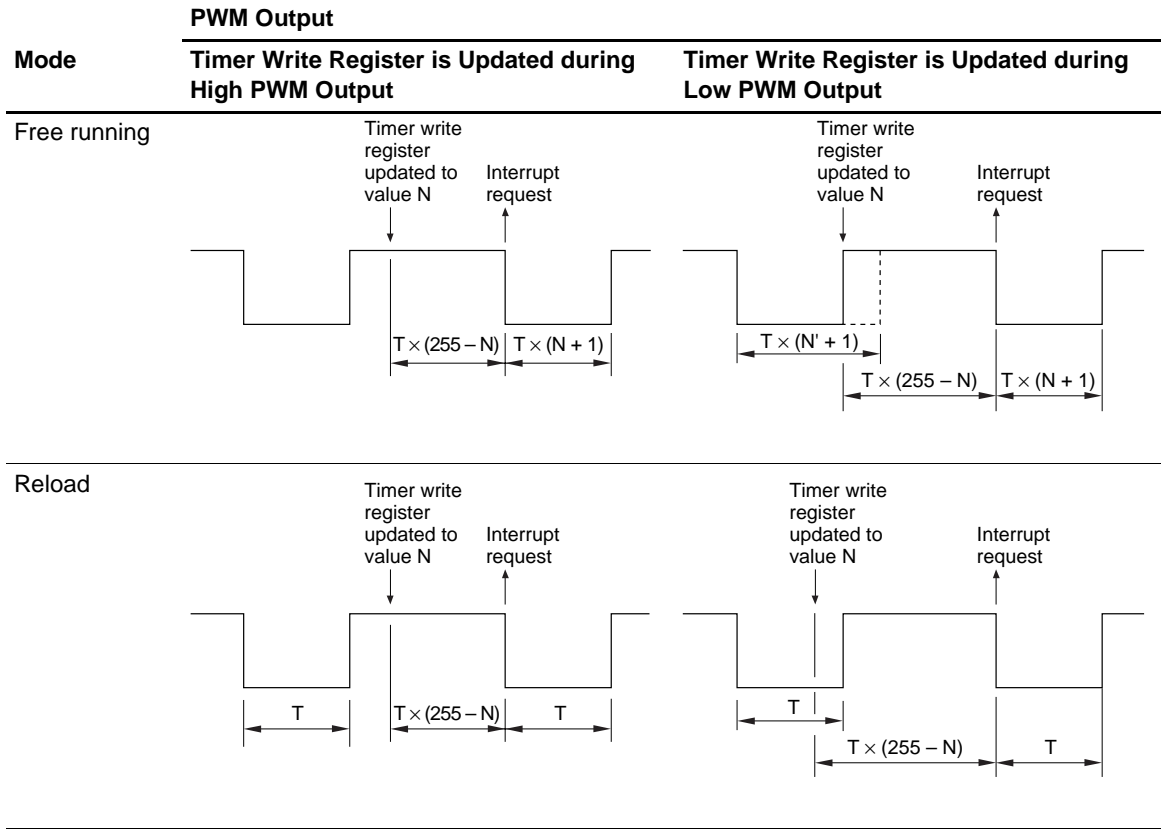 PWM Output
Mode
Timer Write Register is Updated during
High PWM Output
Timer Write Register is Updated during
Low PWM Output
Free running
Timer write
register
updated to
value N
Interrupt
request
T × (255 – N)
T × (N + 1)
Timer write
register
updated to
value N
Interrupt
request
T × (N' + 1)
T × (255 – N)
T × (N + 1)
Reload
Timer write
register
updated to
value N
Interrupt
request
T
T × (255 – N)
T
Timer write
register
updated to
value N
Interrupt
request
T
T × (255 – N)
T